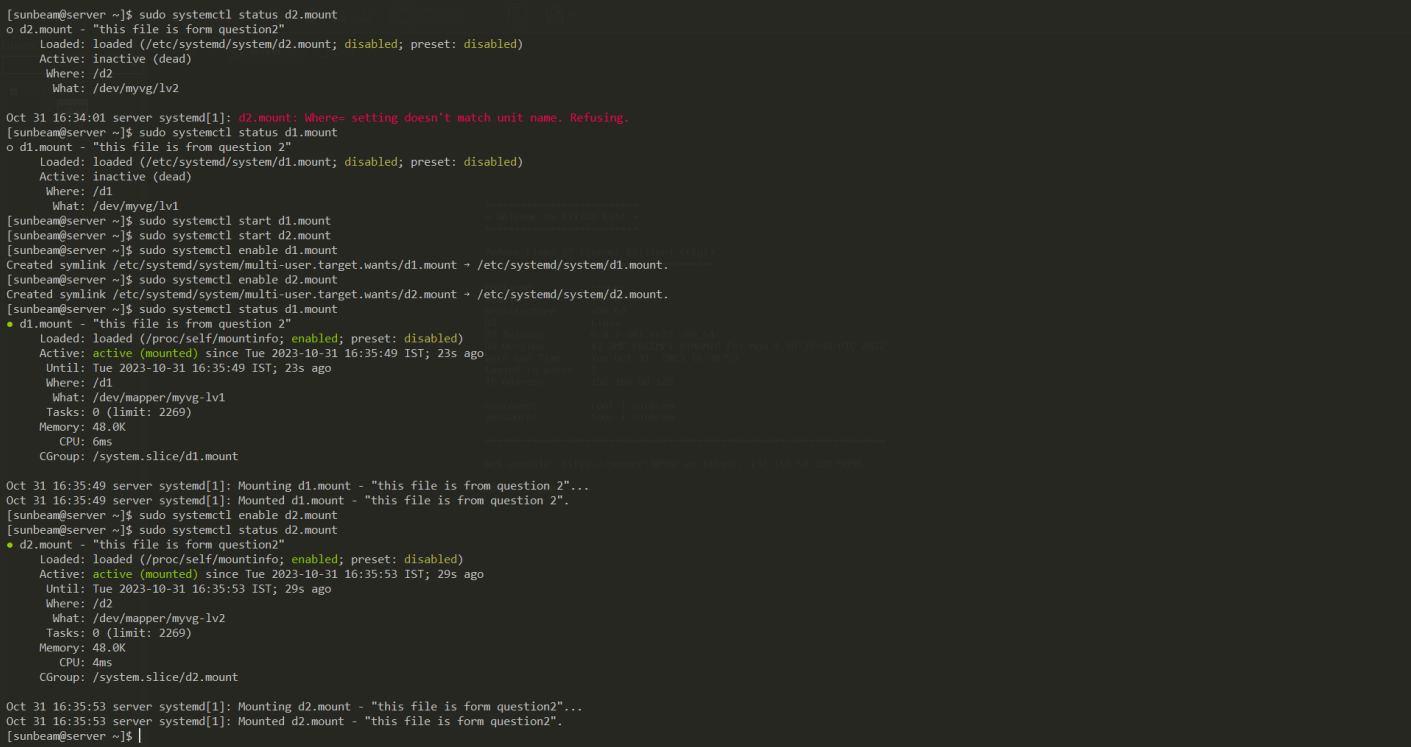 [sunbeam@server ~]$ sudo systemctl status d2.mount
○ d2.mount - "this file is form question2"
     Loaded: loaded (/etc/systemd/system/d2.mount; disabled; preset: disabled)
     Active: inactive (dead)
      Where: /d2
       What: /dev/myvg/lv2

Oct 31 16:34:01 server systemd[1]: d2.mount: Where= setting doesn't match unit name. Refusing.
[sunbeam@server ~]$ sudo systemctl status d1.mount
○ d1.mount - "this file is from question 2"
     Loaded: loaded (/etc/systemd/system/d1.mount; disabled; preset: disabled)
     Active: inactive (dead)
      Where: /d1
       What: /dev/myvg/lv1
[sunbeam@server ~]$ sudo systemctl start d1.mount
[sunbeam@server ~]$ sudo systemctl start d2.mount
[sunbeam@server ~]$ sudo systemctl enable d1.mount
Created symlink /etc/systemd/system/multi-user.target.wants/d1.mount → /etc/systemd/system/d1.mount.
[sunbeam@server ~]$ sudo systemctl enable d2.mount
Created symlink /etc/systemd/system/multi-user.target.wants/d2.mount → /etc/systemd/system/d2.mount.
[sunbeam@server ~]$ sudo systemctl status d1.mount
● d1.mount - "this file is from question 2"
     Loaded: loaded (/proc/self/mountinfo; enabled; preset: disabled)
     Active: active (mounted) since Tue 2023-10-31 16:35:49 IST; 23s ago
      Until: Tue 2023-10-31 16:35:49 IST; 23s ago
      Where: /d1
       What: /dev/mapper/myvg-lv1
      Tasks: 0 (limit: 2269)
     Memory: 48.0K
        CPU: 6ms
     CGroup: /system.slice/d1.mount

Oct 31 16:35:49 server systemd[1]: Mounting d1.mount - "this file is from question 2"...
Oct 31 16:35:49 server systemd[1]: Mounted d1.mount - "this file is from question 2".
[sunbeam@server ~]$ sudo systemctl enable d2.mount
[sunbeam@server ~]$ sudo systemctl status d2.mount
● d2.mount - "this file is form question2"
     Loaded: loaded (/proc/self/mountinfo; enabled; preset: disabled)
     Active: active (mounted) since Tue 2023-10-31 16:35:53 IST; 29s ago
      Until: Tue 2023-10-31 16:35:53 IST; 29s ago
      Where: /d2
       What: /dev/mapper/myvg-lv2
      Tasks: 0 (limit: 2269)
     Memory: 48.0K
        CPU: 4ms
     CGroup: /system.slice/d2.mount

Oct 31 16:35:53 server systemd[1]: Mounting d2.mount - "this file is form question2"...
Oct 31 16:35:53 server systemd[1]: Mounted d2.mount - "this file is form question2".
[sunbeam@server ~]$